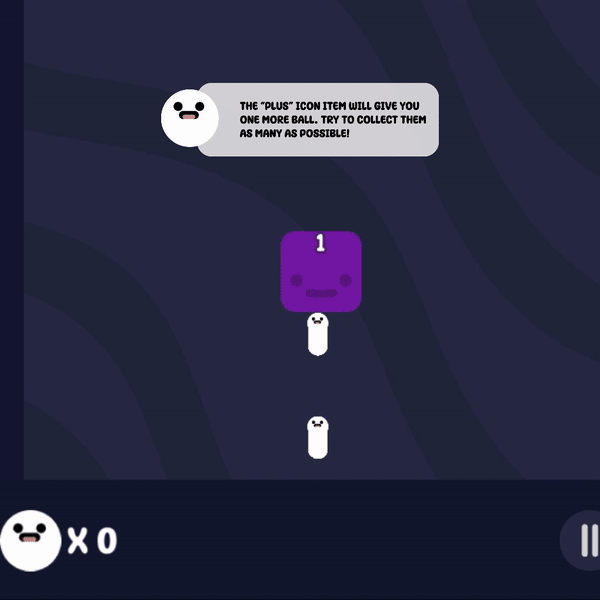 THE "PLUS" ICON ITEM WILL GIVE YOU
ONE MORE BALL. TRY TO COLLECT THEM
AS MANY AS POSSIBLE!
1
X 0